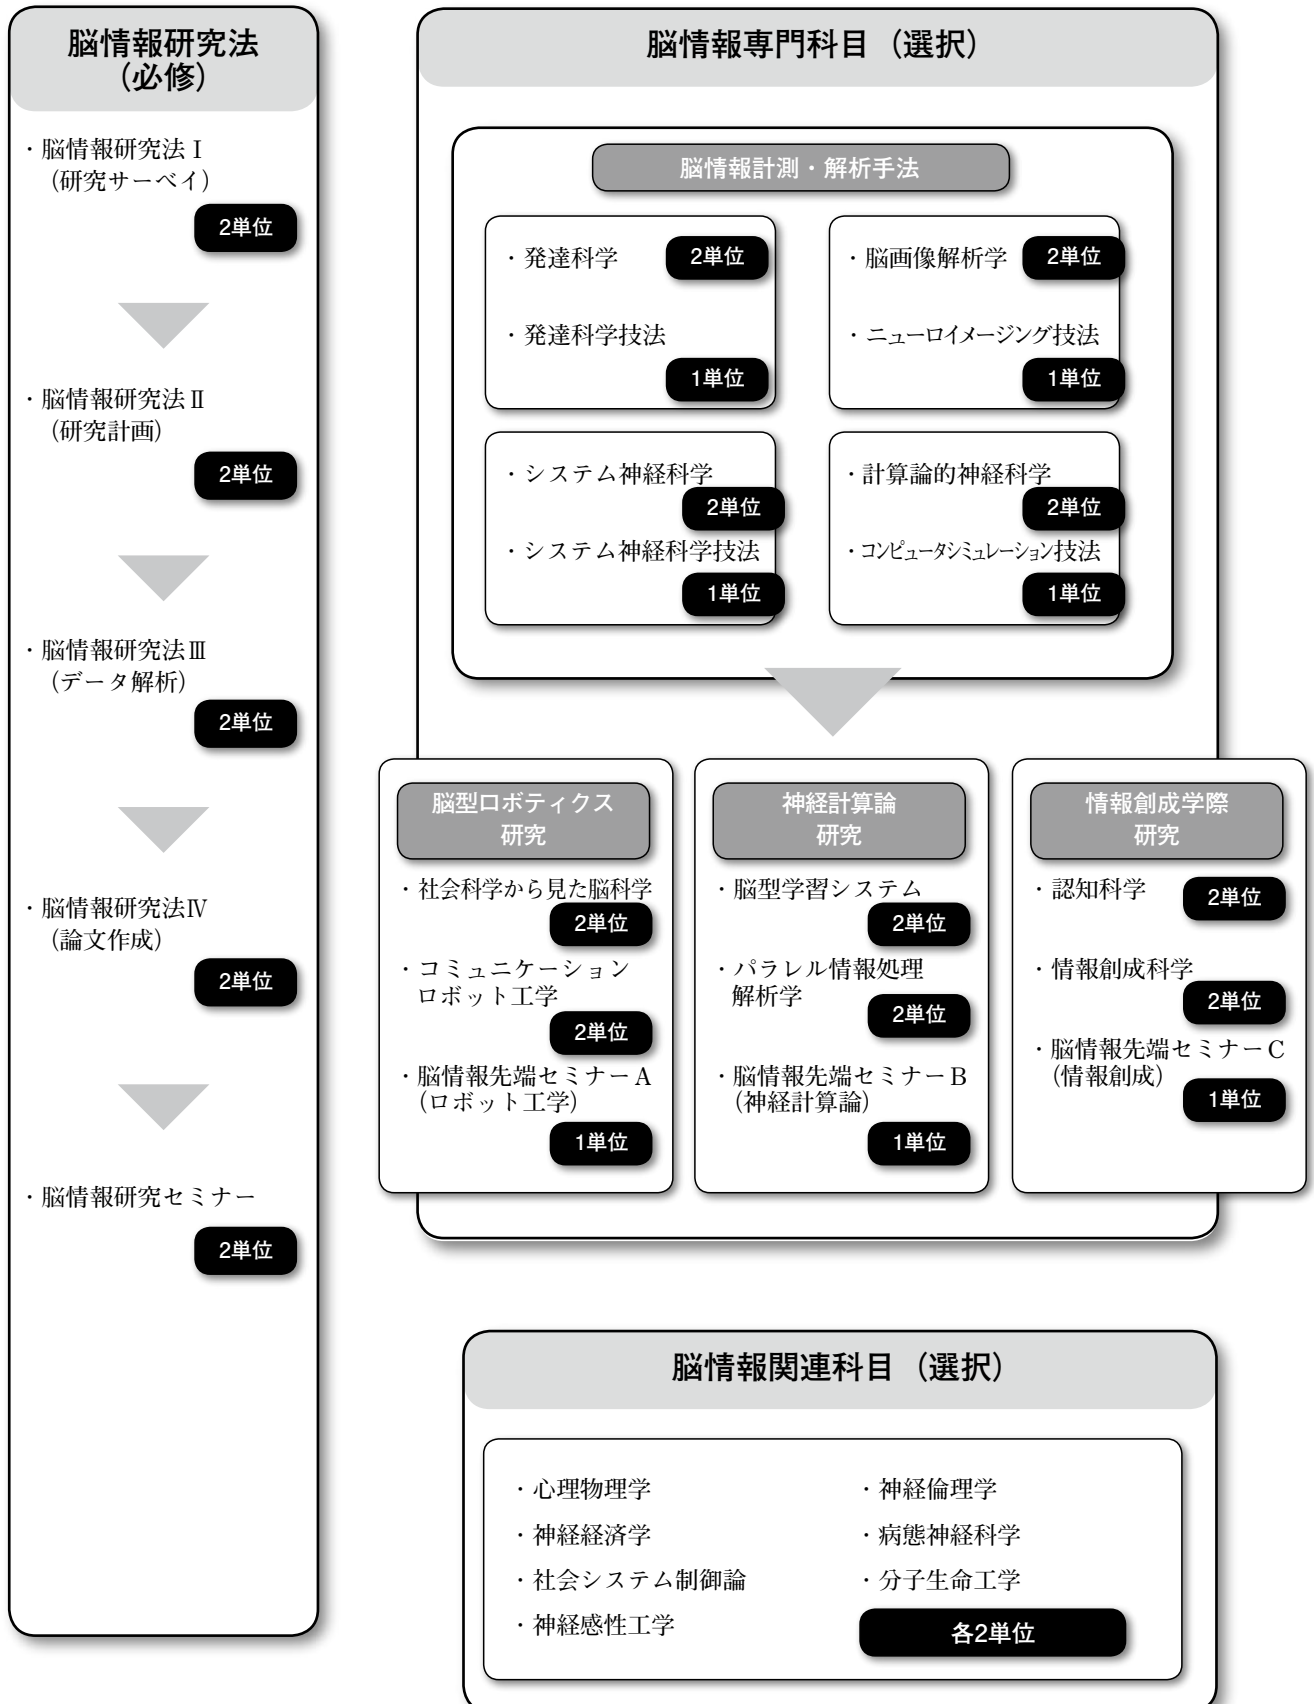 脳情報研究法
（必修）
・脳情報研究法Ⅰ
（研究サーベイ）
2単位
・脳情報研究法Ⅱ
（研究計画）
2単位
・脳情報研究法Ⅲ
（データ解析）
2単位
・脳情報研究法Ⅳ
（論文作成）
2単位
・脳情報研究セミナー
2単位
脳情報専門科目（選択）
脳情報計測・解析手法
・発達科学
2単位
・発達科学技法
1単位
・脳画像解析学
2単位
・ニューロイメージング技法
1単位
・システム神経科学
2単位
・システム神経科学技法
1単位
・計算論的神経科学
2単位
・コンピュータシミュレーション技法
1単位
脳型ロボティクス
研究
・社会科学から見た脳科学
2単位
・コミュニケーション
ロボット工学
2単位
・脳情報先端セミナーA
（ロボット工学）
1単位
神経計算論
研究
・脳型学習システム
2単位
・パラレル情報処理
解析学
2単位
・脳情報先端セミナーB
（神経計算論）
1単位
情報創成学際
研究
・認知科学
2単位
・情報創成科学
2単位
・脳情報先端セミナーC
（情報創成）
1単位
脳情報関連科目（選択）
・心理物理学
・神経経済学
・社会システム制御論
・神経感性工学
・神経倫理学
・病態神経科学
・分子生命工学
各2単位